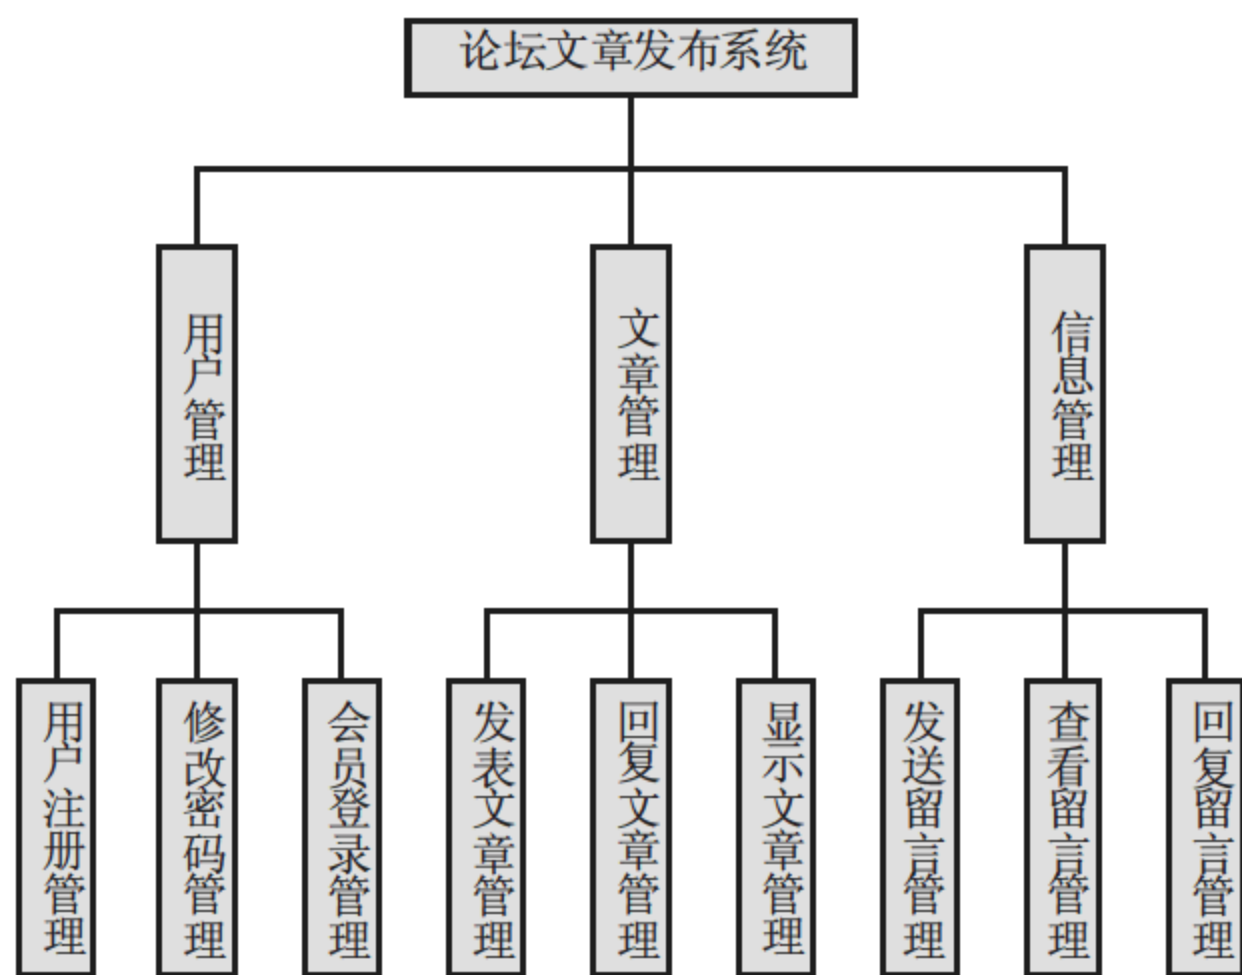 论坛文章发布系统
用户管理
文章管理
信息管理
用户注册管理
修改密码管理
会员登录管理
发表文章管理
回复文章管理
显示文章管理
发送留言管理
查看留言管理
回复留言管理